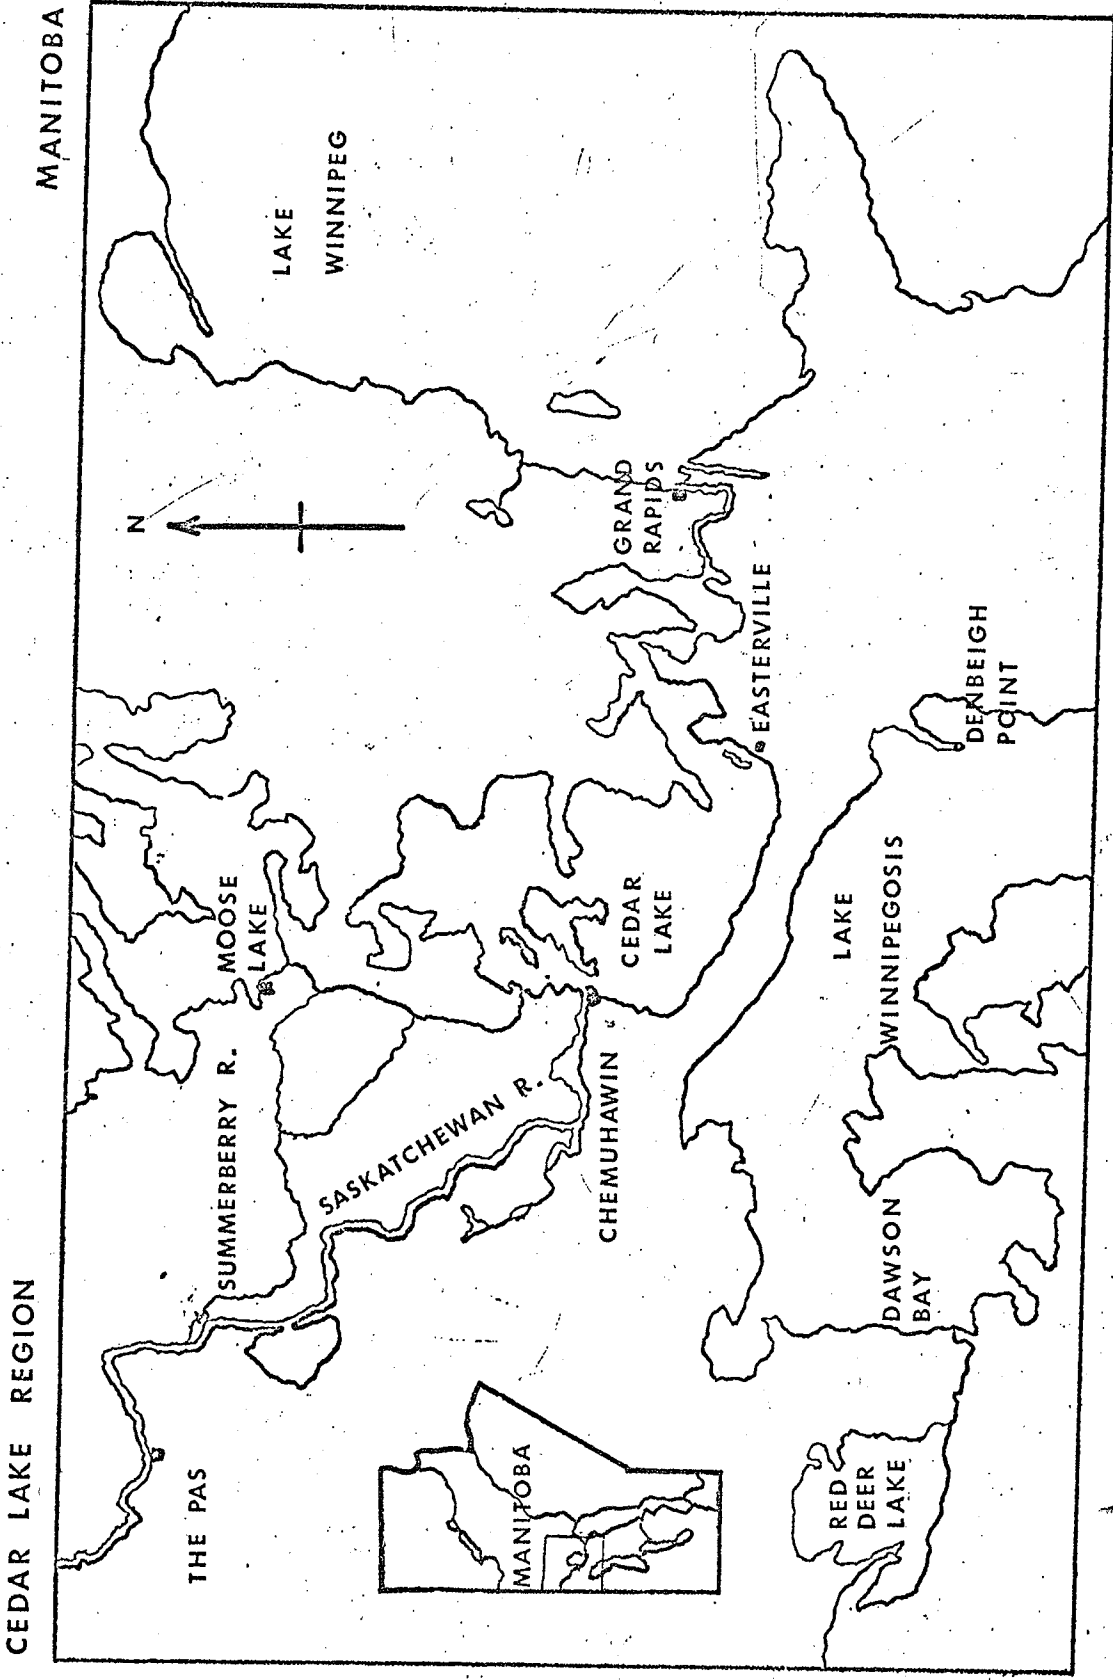 CEDAR LAKE REGION
MANITOBA
THE PAS
SUMMERBERRY R.
MOOSE
LAKE
N
LAKE
WINNIPEG
SASKATCHEWAN R.
MANITOBA
CHEMUHAWIN
CEDAR
LAKE
GRAND
RAPIDS
EASTERVILLE
RED
DEER
LAKE
DAWSON
BAY
LAKE
WINNIPEGOSIS
DENBEIGH
POINT